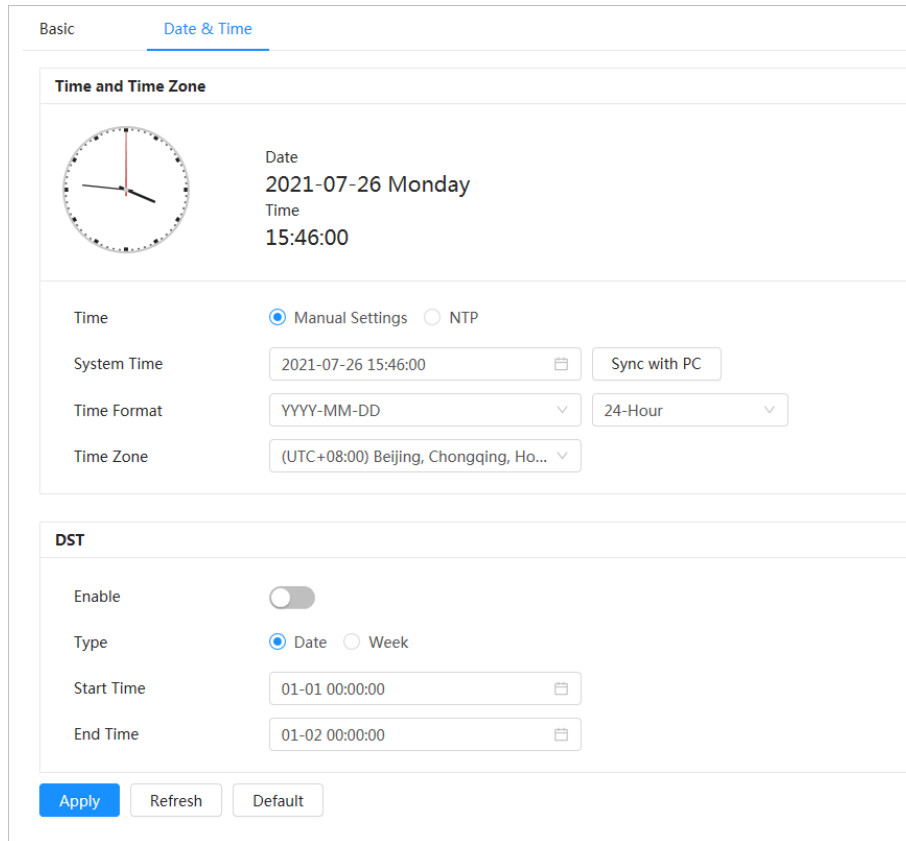 Basic Date & Time
Time and Time Zone
Date
2021-07-26 Monday
Time
15:46:00
Time Manual Settings NTP
System Time 2021-07-26 15:46:00 Sync with PC
Time Format YYYY-MM-DD 24-Hour
Time Zone (UTC+08:00) Beijing, Chongqing, Ho...
DST
Enable
Type Date Week
Start Time 01-01 00:00:00
End Time 01-02 00:00:00
Apply Refresh Default